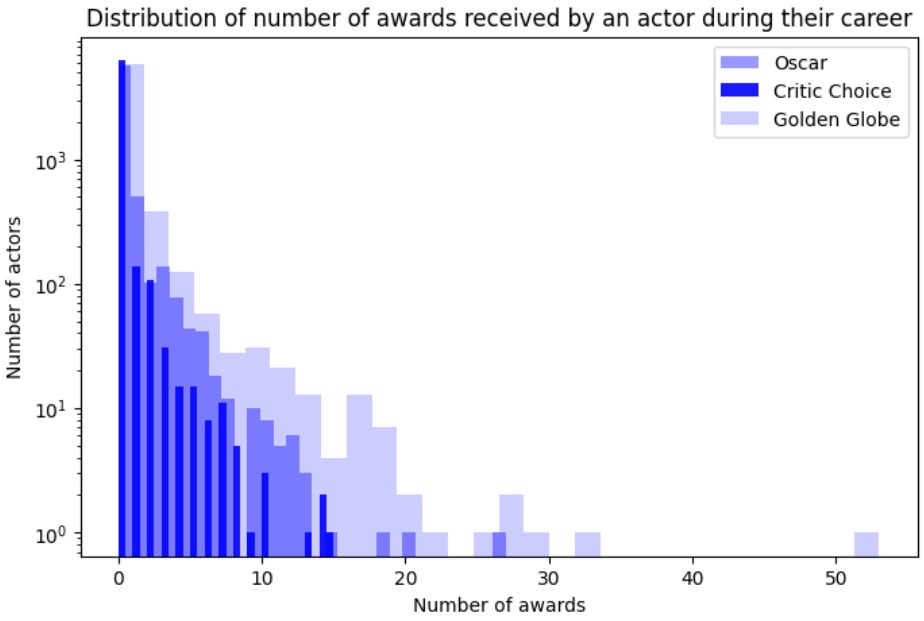 Distribution of number of awards received by an actor during their career
Oscar
Critic Choice
Golden Globe
Number of actors
10³
10²
10¹
10⁰
0 10 20 30 40 50
Number of awards